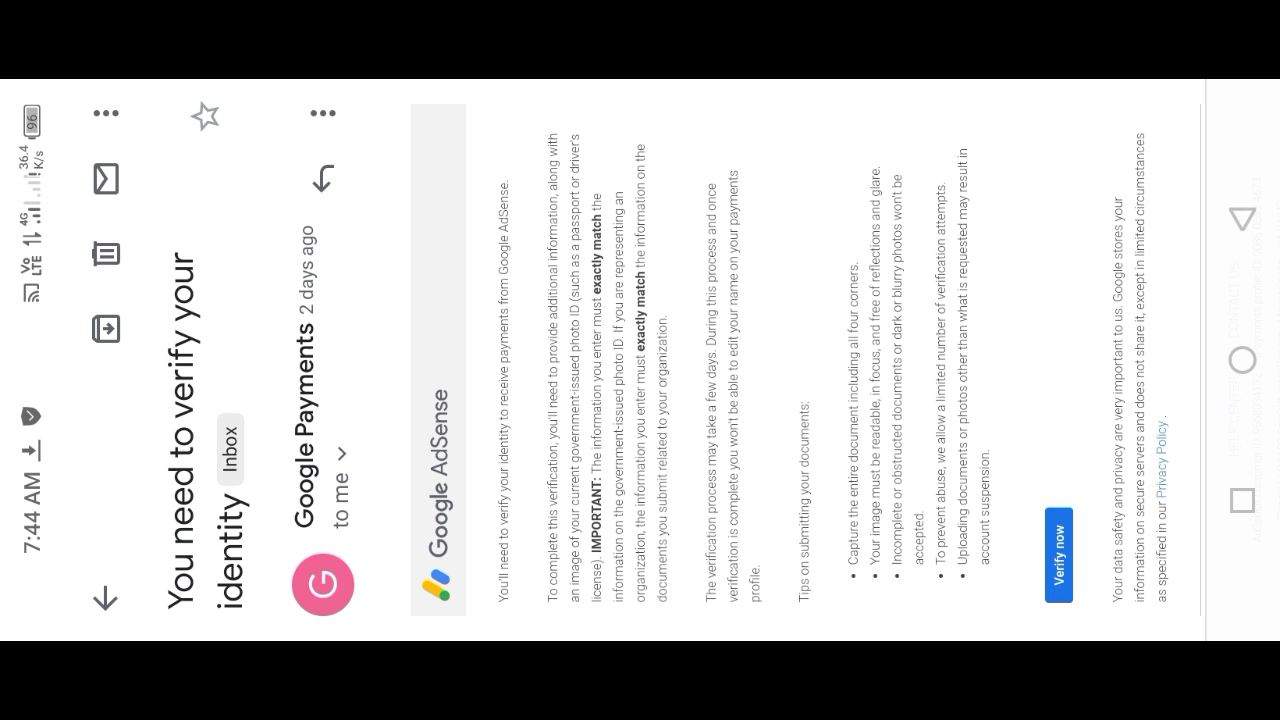 7:44 AM
Vo LTE 4G 36.4 K/s 96
You need to verify your
identity Inbox
G
Google Payments 2 days ago
to me
Google AdSense
You'll need to verify your identity to receive payments from Google AdSense.
To complete this verification, you'll need to provide additional information, along with
an image of your current government-issued photo ID (such as passport or driver's
license). IMPORTANT: The information you enter must exactly match the
information on the government-issued photo ID. If you are representing an
organization, the information you enter must exactly match the information on the
documents you submit related to your organization.
The verification process may take a few days. During this process and once
verification is complete you won't be able to edit your name on your payments
profile.
Tips on submitting your documents:
• Capture the entire document including all four corners.
• Your image must be readable, in focus, and free of reflections and glare.
• Incomplete or obstructed documents or dark or blurry photos won't be
accepted.
• To prevent abuse, we allow a limited number of verification attempts.
• Uploading documents or photos other than what is requested may result in
account suspension.
Verify now
Your data safety and privacy are very important to us. Google stores your
information on secure servers and does not share it, except in limited circumstances
as specified in our Privacy Policy.